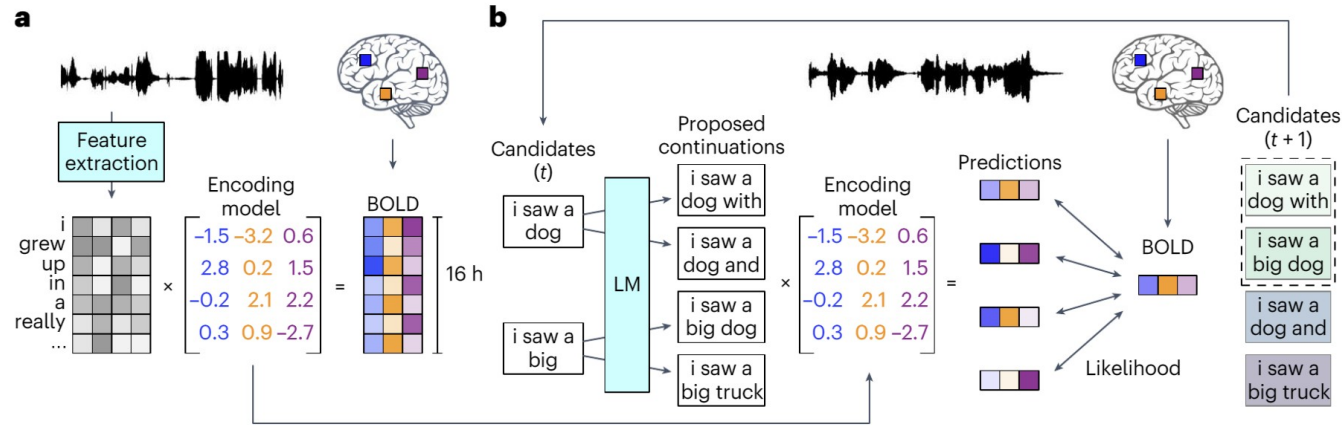 a
Feature
extraction
i
grew
up
in
a
really
...
×
Encoding
model
−1.5 −3.2 0.6
2.8 0.2 1.5
−0.2 2.1 2.2
0.3 0.9 −2.7
=
BOLD
16 h
b
Candidates
(t)
i saw a
dog
i saw a
big
LM
Proposed
continuations
i saw a
dog with
i saw a
dog and
i saw a
big dog
i saw a
big truck
×
Encoding
model
−1.5 −3.2 0.6
2.8 0.2 1.5
−0.2 2.1 2.2
0.3 0.9 −2.7
=
Predictions
BOLD
Likelihood
Candidates
(t + 1)
i saw a
dog with
i saw a
big dog
i saw a
dog and
i saw a
big truck